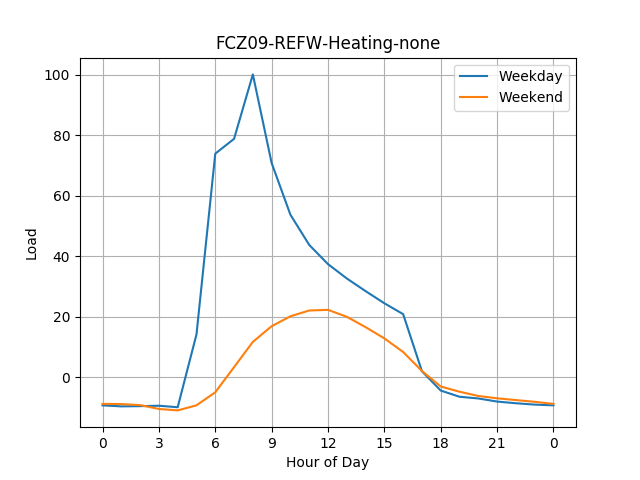 FCZ09-REFW-Heating-none
Weekday
Weekend
Load
100
80
60
40
20
0
0 3 6 9 12 15 18 21 0
Hour of Day